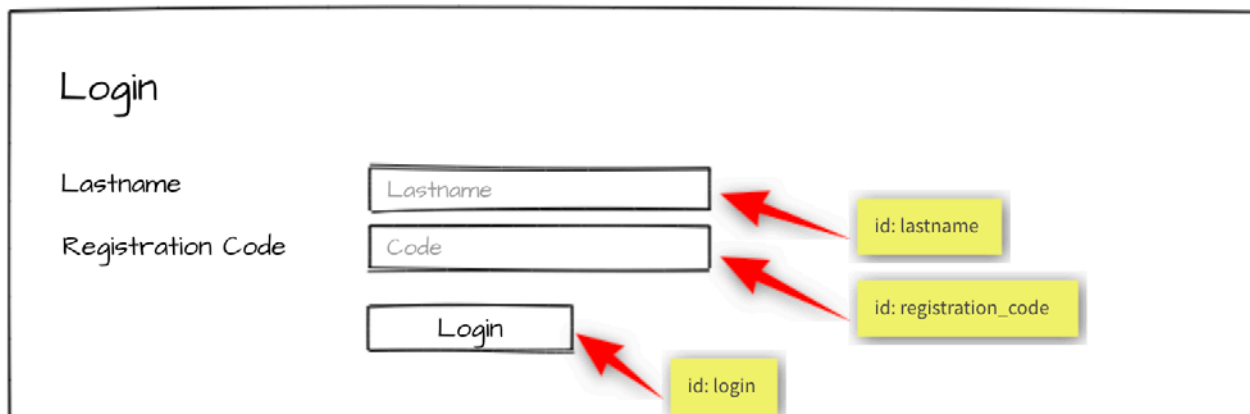 Login
Lastname
Lastname
id: lastname
Registration Code
Code
id: registration_code
Login
id: login